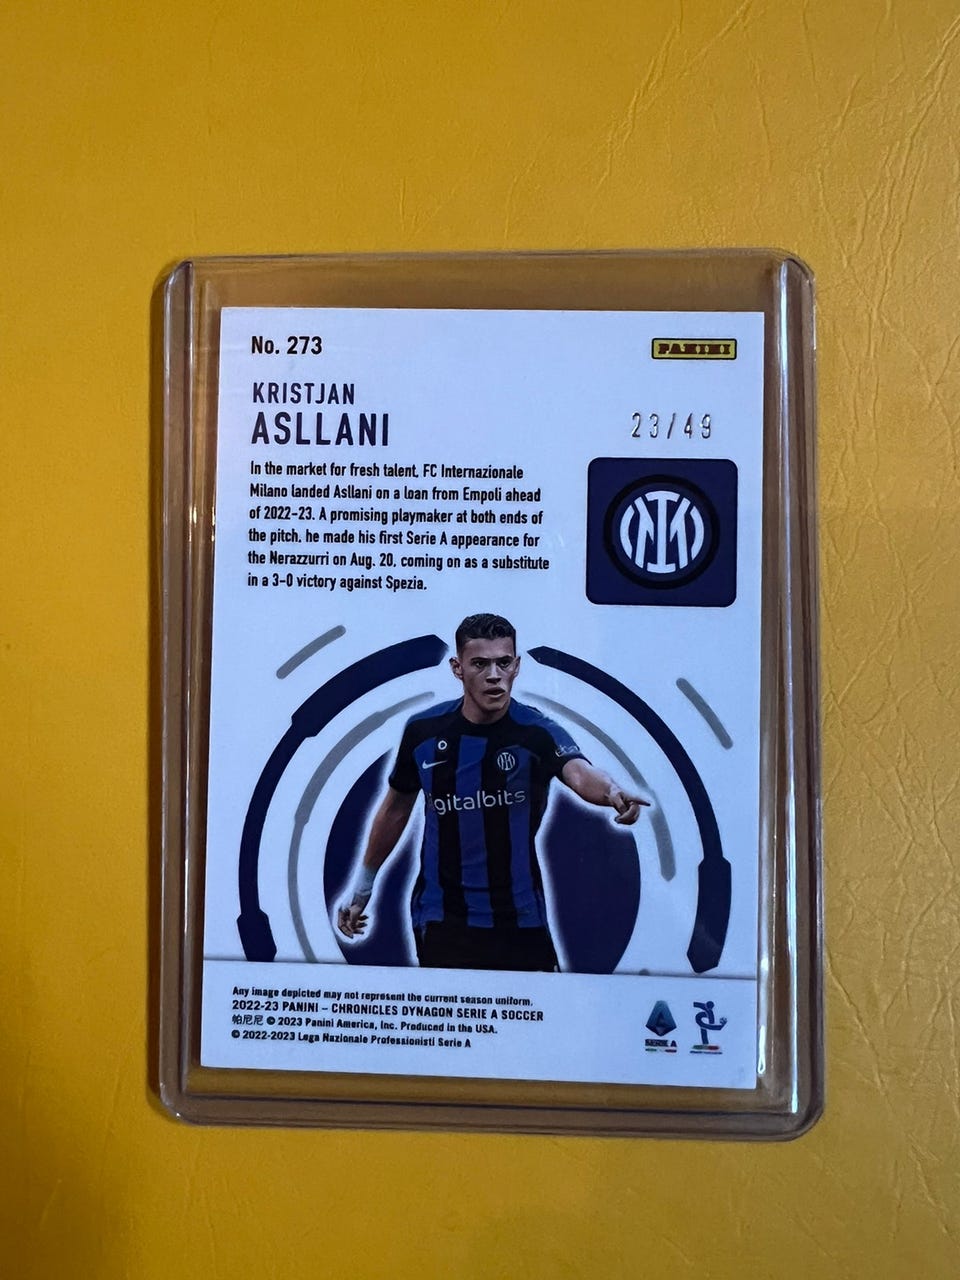 No. 273
PANINI
KRISTJAN
ASLLANI
23/49
In the market for fresh talent, FC Internazionale
Milano landed Asllani on a loan from Empoli ahead
of 2022-23. A promising playmaker at both ends of
the pitch, he made his first Serie A appearance for
the Nerazzurri on Aug. 20, coming on as a substitute
in a 3-0 victory against Spezia.
igitalbits
Any image depicted may not represent the current season uniform.
2022-23 PANINI – CHRONICLES DYNAGON SERIE A SOCCER
帕尼尼 © 2023 Panini America, Inc. Produced in the USA.
© 2022-2023 Lega Nazionale Professionisti Serie A
SERIE A